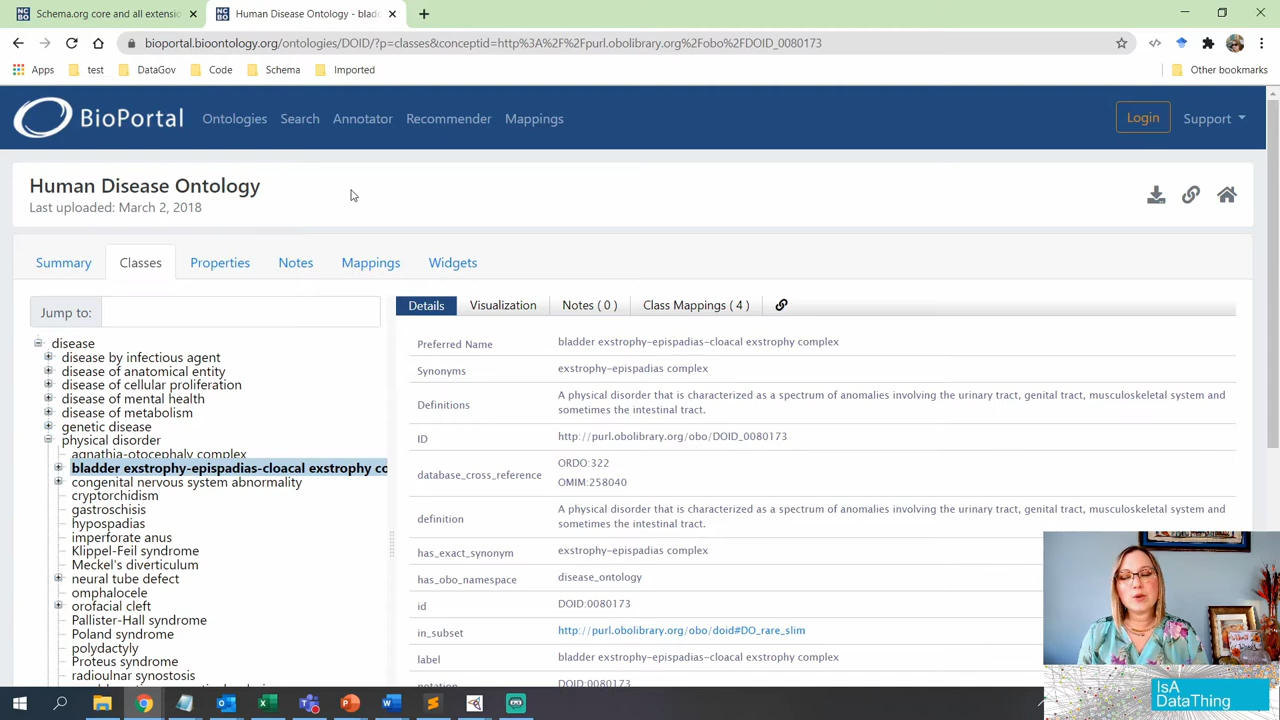 Schema.org core and all extensio
Human Disease Ontology - blad
bioportal.bioontology.org/ontologies/DOID/?p=classes&conceptid=http%3A%2F%2Fpurl.obolibrary.org%2Fobo%2FDOID_0080173
Apps test DataGov Code Schema Imported Other bookmarks
BioPortal Ontologies Search Annotator Recommender Mappings Login Support
Human Disease Ontology
Last uploaded: March 2, 2018
Summary Classes Properties Notes Mappings Widgets
Jump to:
disease
disease by infectious agent
disease of anatomical entity
disease of cellular proliferation
disease of mental health
disease of metabolism
genetic disease
physical disorder
agnathia-otocephaly complex
bladder exstrophy-epispadias-cloacal exstrophy co
congenital nervous system abnormality
cryptorchidism
gastroschisis
hypospadias
imperforate anus
Klippel-Feil syndrome
Meckel's diverticulum
neural tube defect
omphalocele
orofacial cleft
Pallister-Hall syndrome
Poland syndrome
polydactyly
Proteus syndrome
radioulnar synostosis
Details Visualization Notes ( 0 ) Class Mappings ( 4 )
Preferred Name bladder exstrophy-epispadias-cloacal exstrophy complex
Synonyms exstrophy-epispadias complex
Definitions A physical disorder that is characterized as a spectrum of anomalies involving the urinary tract, genital tract, musculoskeletal system and
sometimes the intestinal tract.
ID http://purl.obolibrary.org/obo/DOID_0080173
database_cross_reference ORDO:322
OMIM:258040
definition A physical disorder that is characterized as a spectrum of anomalies involving the urinary tract, genital tract, musculoskeletal system and
sometimes the intestinal tract.
has_exact_synonym exstrophy-epispadias complex
has_obo_namespace disease_ontology
id DOID:0080173
in_subset http://purl.obolibrary.org/obo/doid#DO_rare_slim
label bladder exstrophy-epispadias-cloacal exstrophy complex
notation DOID:0080173
IsA
DataThing